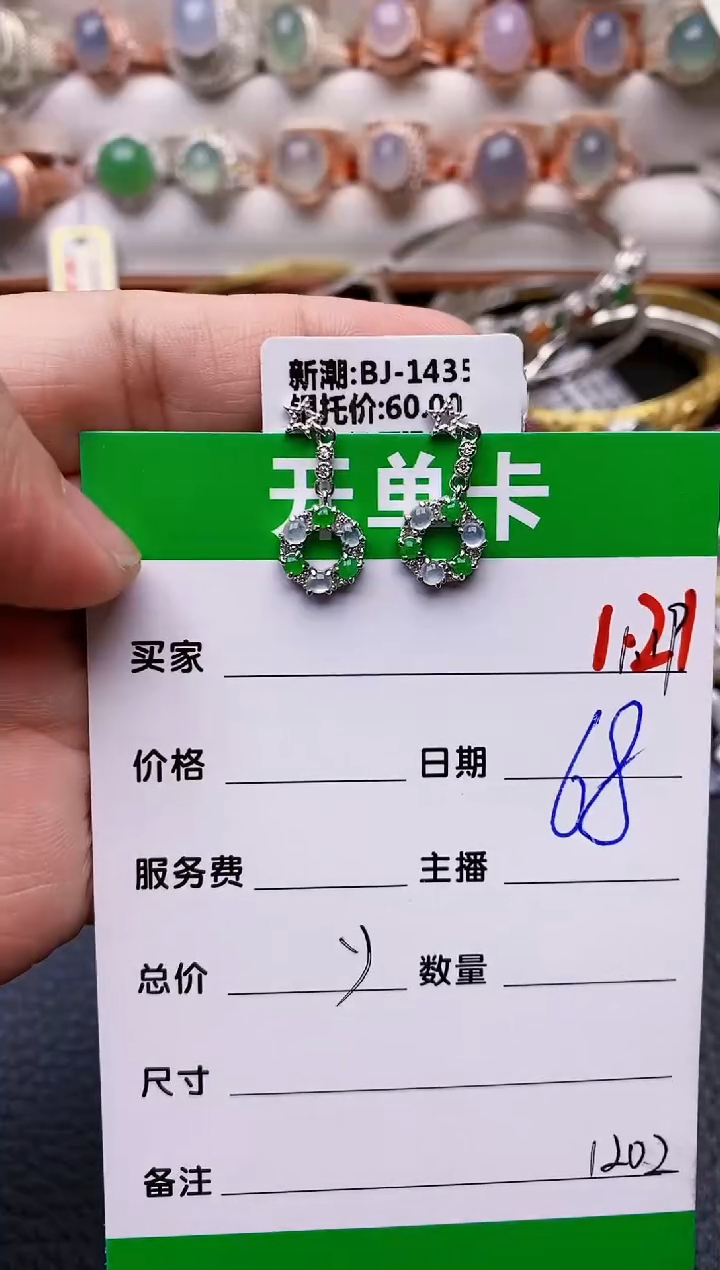 新潮:BJ-1435
银托价:60.00
开单卡
买家 1.21
价格 日期 68
服务费 主播
总价 数量
尺寸
备注 1202